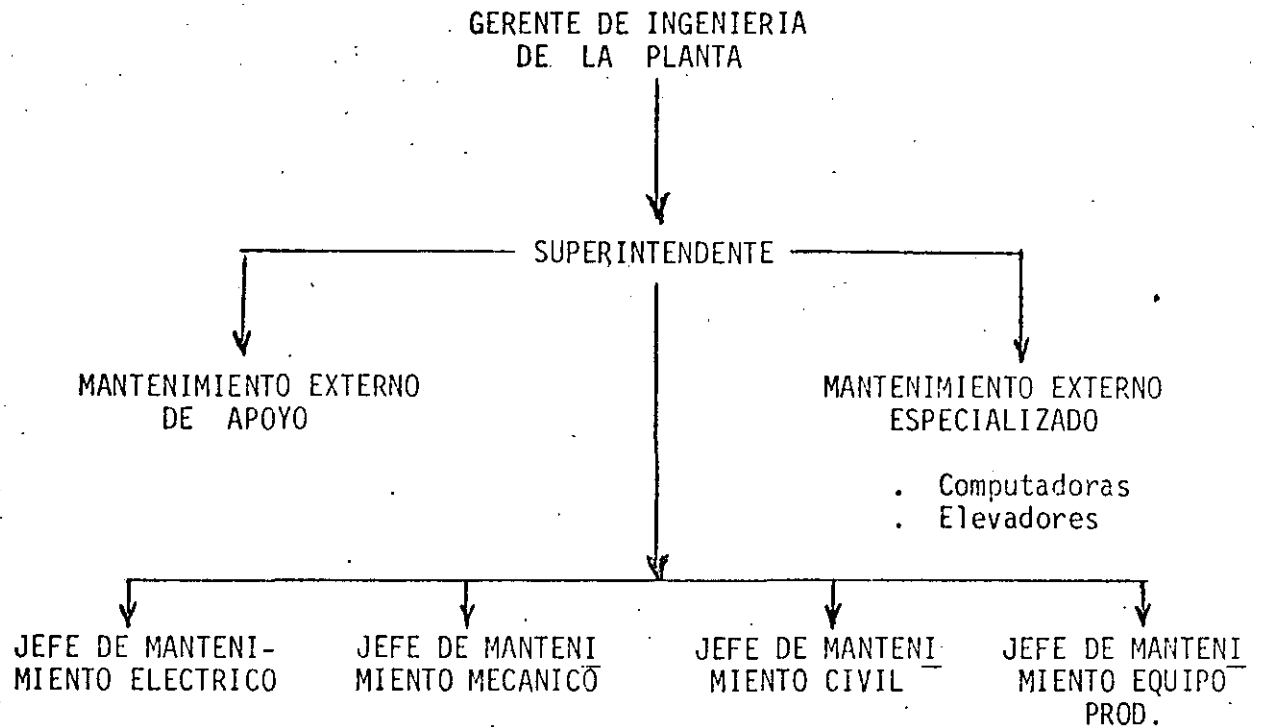 GERENTE DE INGENIERIA
DE LA PLANTA
SUPERINTENDENTE
MANTENIMIENTO EXTERNO
DE APOYO
MANTENIMIENTO EXTERNO
ESPECIALIZADO
. Computadoras
. Elevadores
JEFE DE MANTENI-
MIENTO ELECTRICO
JEFE DE MANTENI
MIENTO MECANICO
JEFE DE MANTENI
MIENTO CIVIL
JEFE DE MANTENI
MIENTO EQUIPO
PROD.